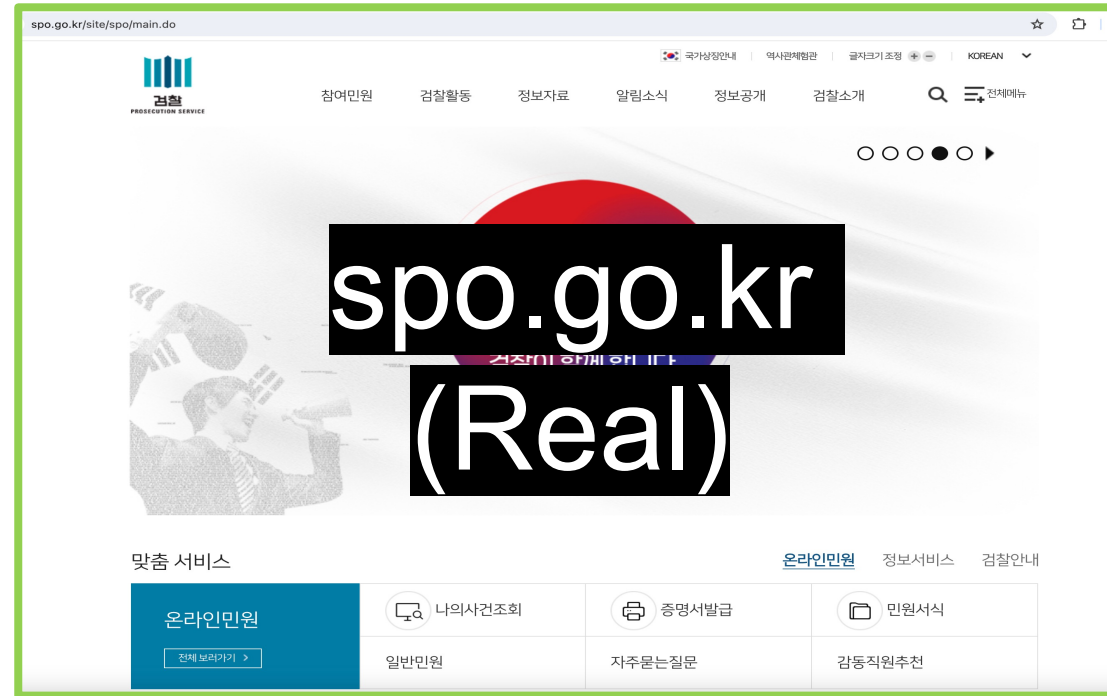 spo.go.kr/site/spo/main.do
국가상징안내 역사관체험관 글자크기 조정 KOREAN
검찰
PROSECUTION SERVICE
참여민원 검찰활동 정보자료 알림소식 정보공개 검찰소개 전체메뉴
spo.go.kr
(Real)
맞춤 서비스
온라인민원 정보서비스 검찰안내
온라인민원
전체 보러가기 >
나의사건조회 증명서발급 민원서식
일반민원 자주묻는질문 감동직원추천